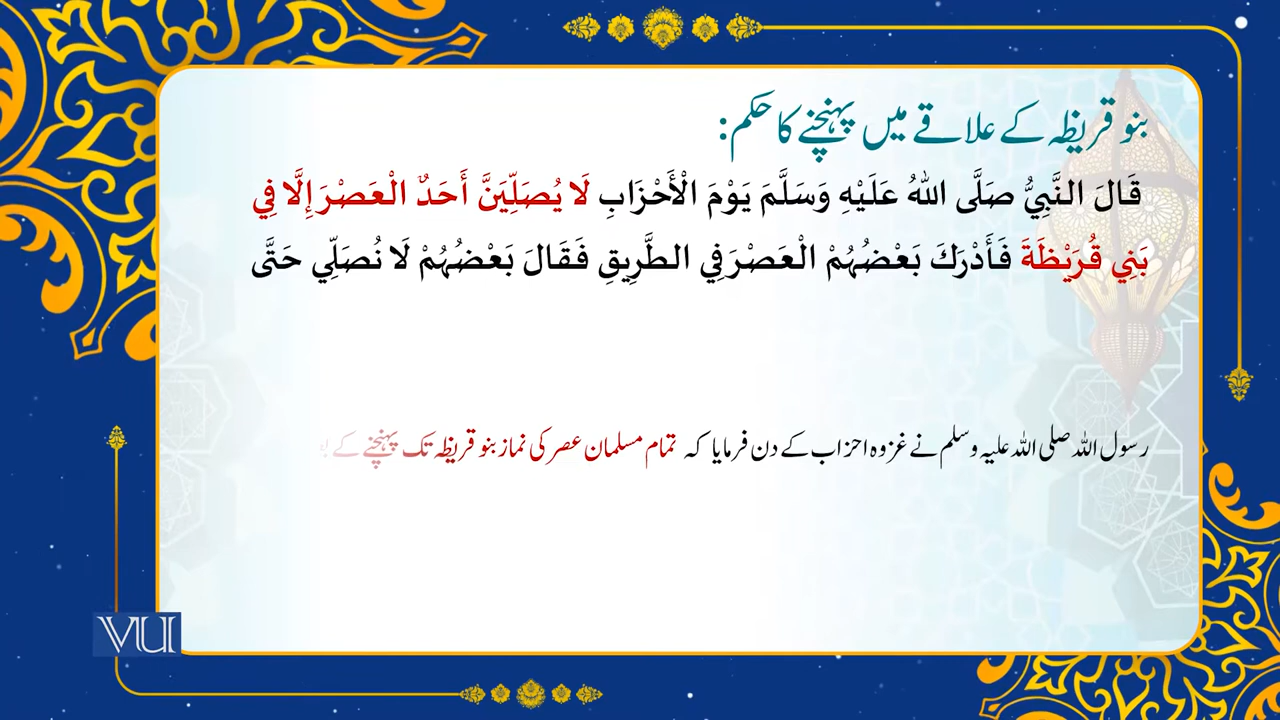 بنو قریظہ کے علاقے میں پہنچنے کا حکم:
قَالَ النَّبِيُّ صَلَّى اللهُ عَلَيْهِ وَسَلَّمَ يَوْمَ الْأَحْزَابِ لَا يُصَلِّيَنَّ أَحَدٌ الْعَصْرَ إِلَّا فِي
بَنِي قُرَيْظَةَ فَأَدْرَكَ بَعْضُهُمْ الْعَصْرَ فِي الطَّرِيقِ فَقَالَ بَعْضُهُمْ لَا نُصَلِّي حَتَّى
رسول اللہ صلی اللہ علیہ وسلم نے غزوہ احزاب کے دن فرمایا کہ تمام مسلمان عصر کی نماز بنو قریظہ تک پہنچنے کے
VU